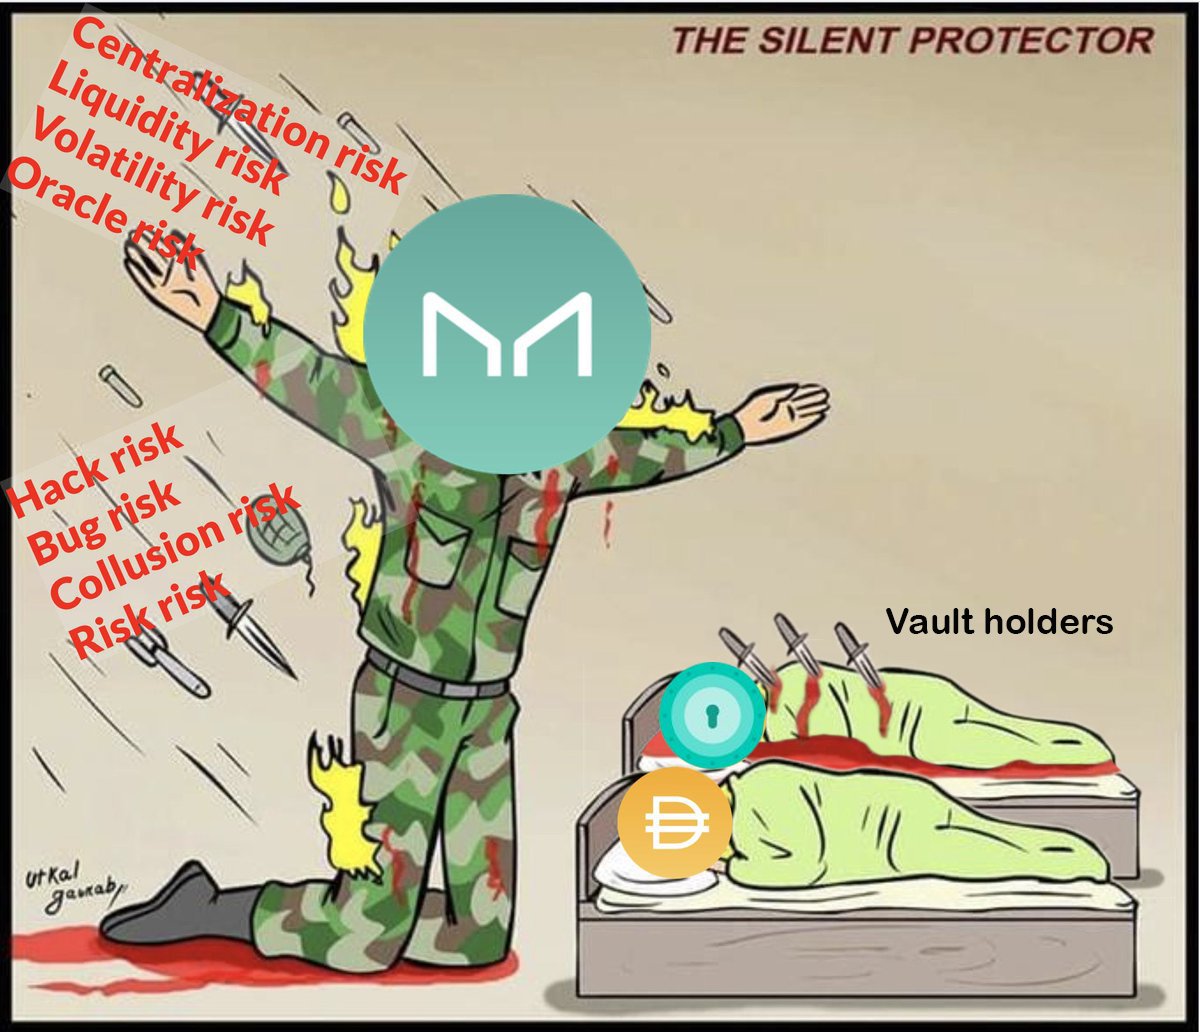 THE SILENT PROTECTOR
Centralization risk
Liquidity risk
Volatility risk
Oracle risk
Hack risk
Bug risk
Collusion risk
Risk risk
Vault holders
Utkal
gaurab